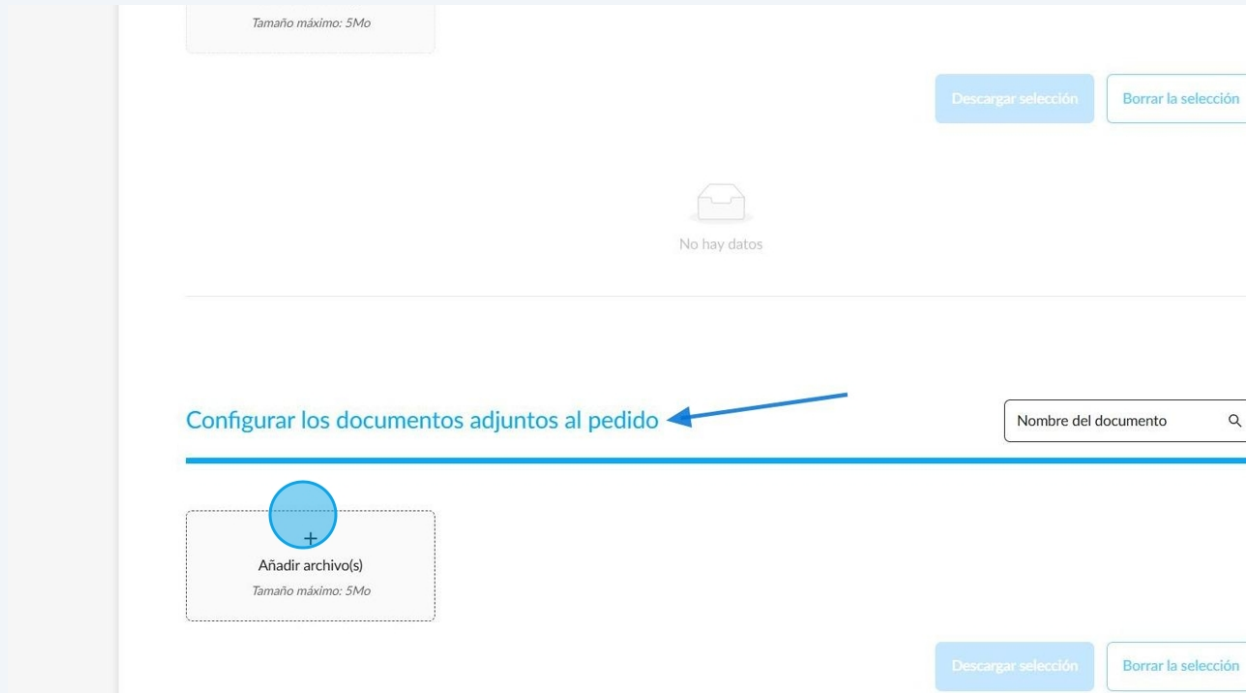 Tamaño máximo: 5Mo
Descargar selección
Borrar la selección
No hay datos
Configurar los documentos adjuntos al pedido
Nombre del documento
+
Añadir archivo(s)
Tamaño máximo: 5Mo
Descargar selección
Borrar la selección